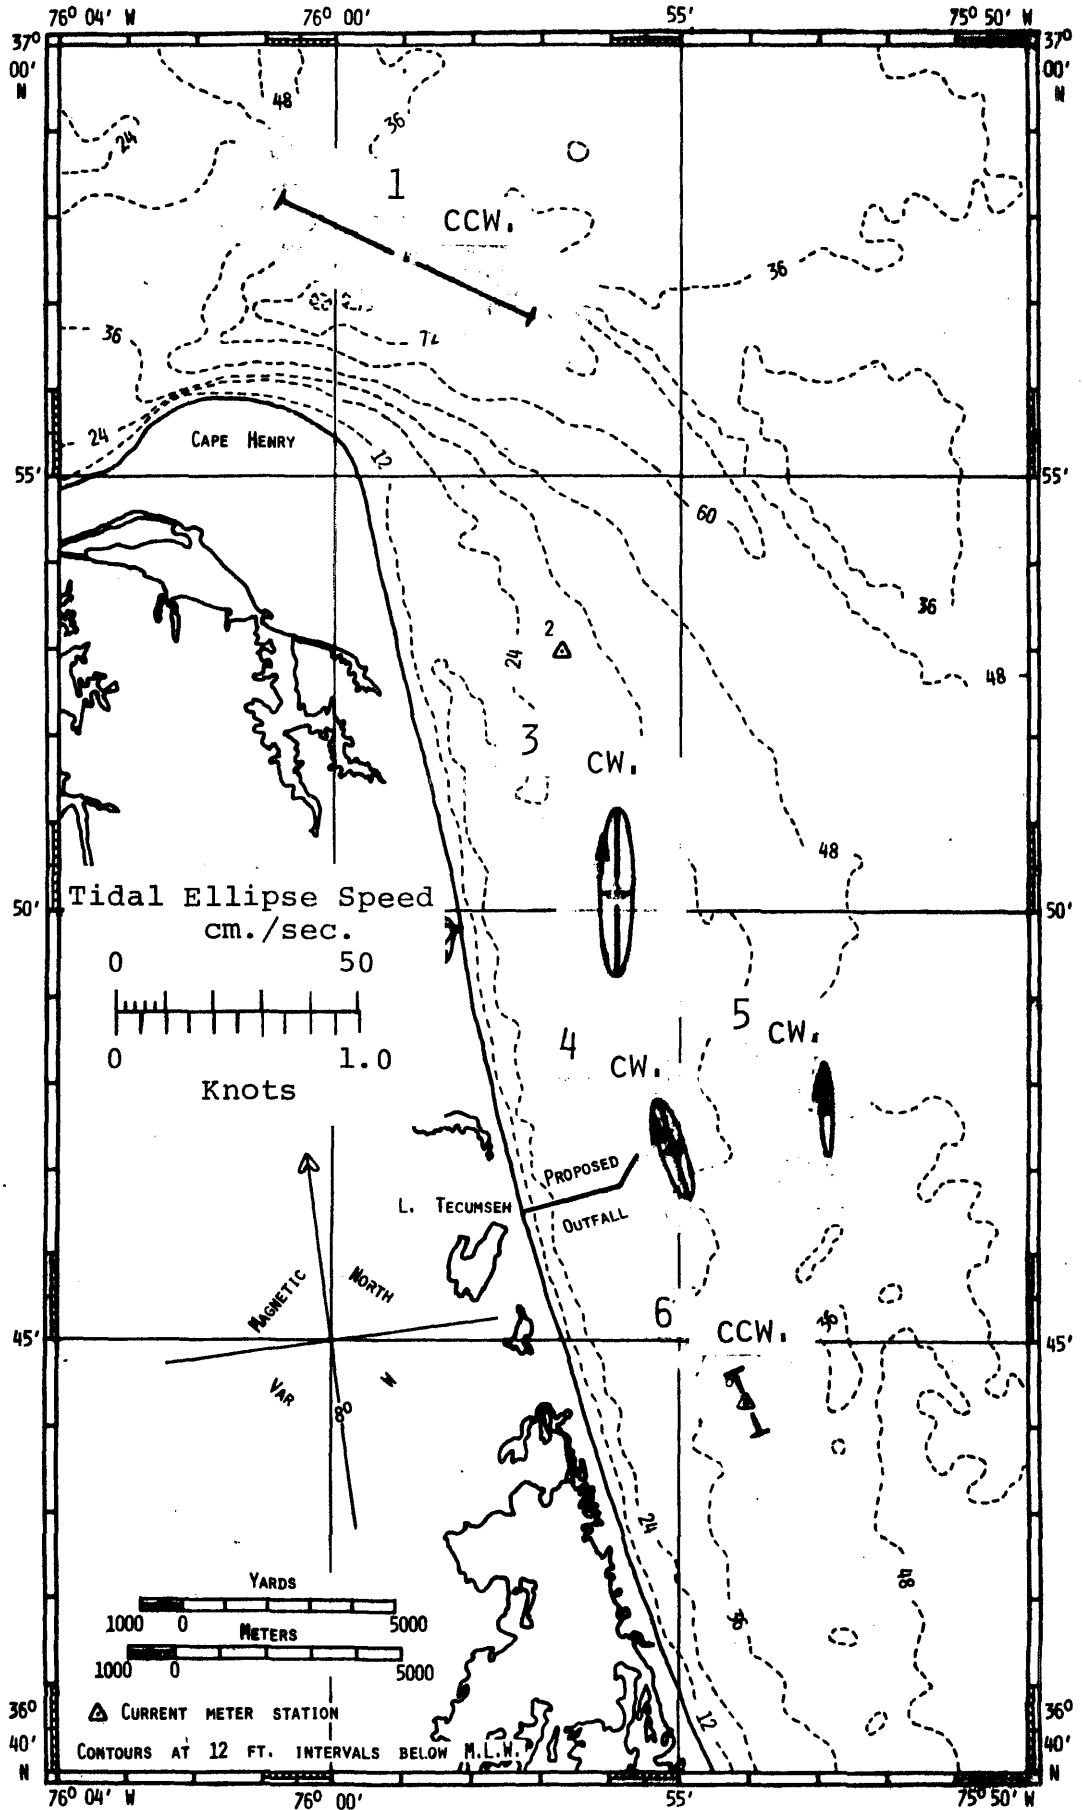 76° 04' W 76° 00' 55' 75° 50' W
37° 00' N
37° 00' N
48
36
24
1
CCW.
36
36
72
24
CAPE HENRY
12
55'
55'
60
36
2
24
48
3
CW.
48
Tidal Ellipse Speed
50'
50'
cm./sec.
0 50
5
CW.
4
CW.
0 1.0
Knots
PROPOSED
L. TECUMSEH
OUTFALL
MAGNETIC NORTH
6
CCW.
36
45'
45'
VAR 8° W
24
48
36
YARDS
1000 0 5000
METERS
1000 0 5000
CURRENT METER STATION
12
36° 40' N
36° 40' N
CONTOURS AT 12 FT. INTERVALS BELOW M.L.W.
76° 04' W 76° 00' 55' 75° 50' W